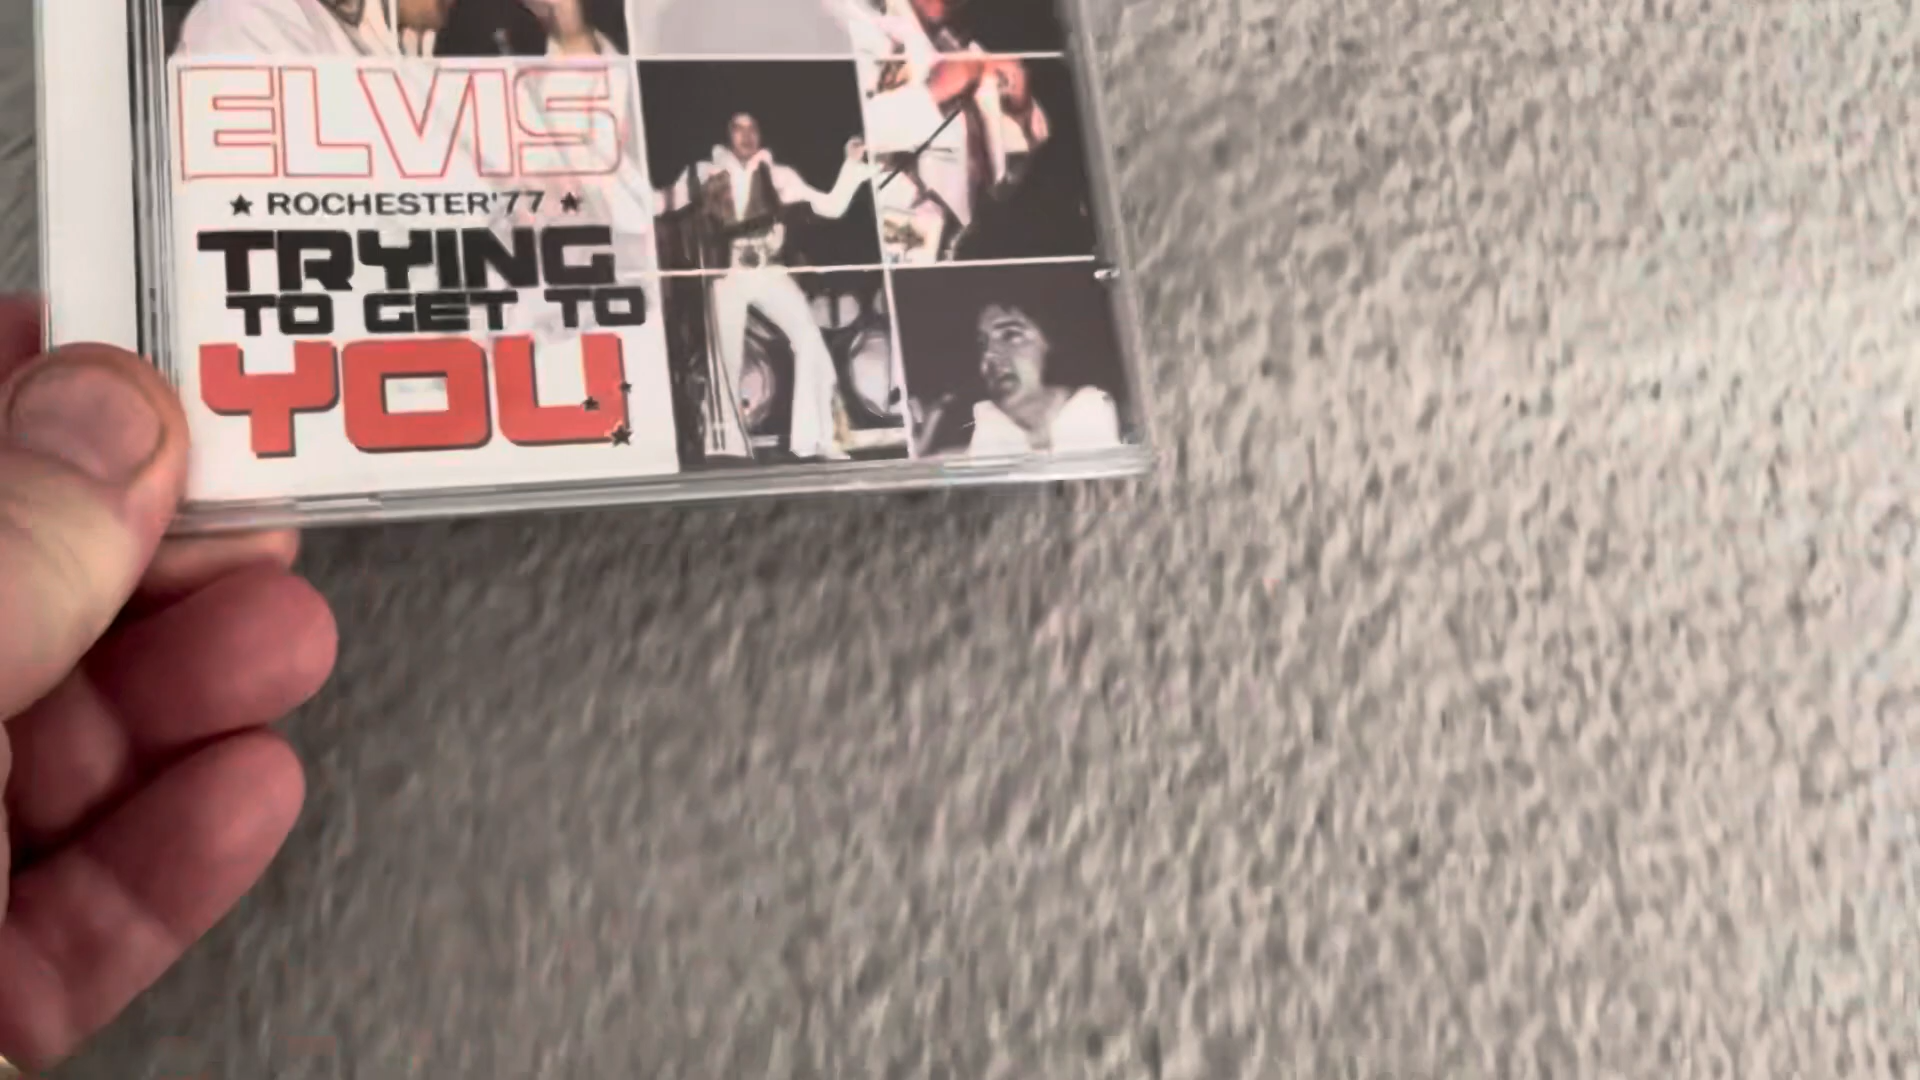 ELVIS
★ ROCHESTER'77 ★
TRYING
TO GET TO
YOU